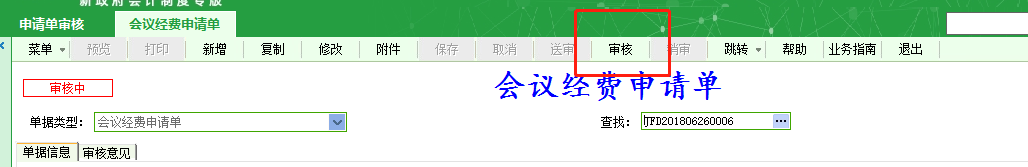 新政府会计制度专版
申请单审核 会议经费申请单
菜单 预览 打印 新增 复制 修改 附件 保存 取消 送审 审核 消审 跳转 帮助 业务指南 退出
审核中
会议经费申请单
单据类型: 会议经费申请单 查找: JFD201806260006 ...
单据信息 审核意见